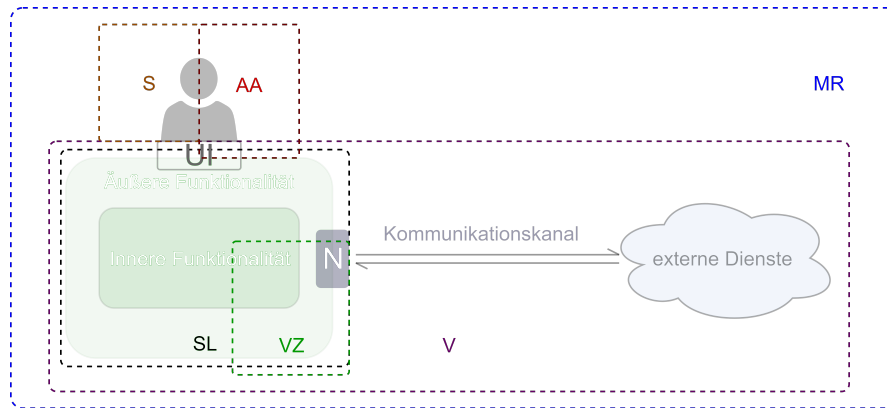 S
AA
MR
UI
Äußere Funktionalität
Kommunikationskanal
Innere Funktionalität
N
externe Dienste
SL
VZ
V